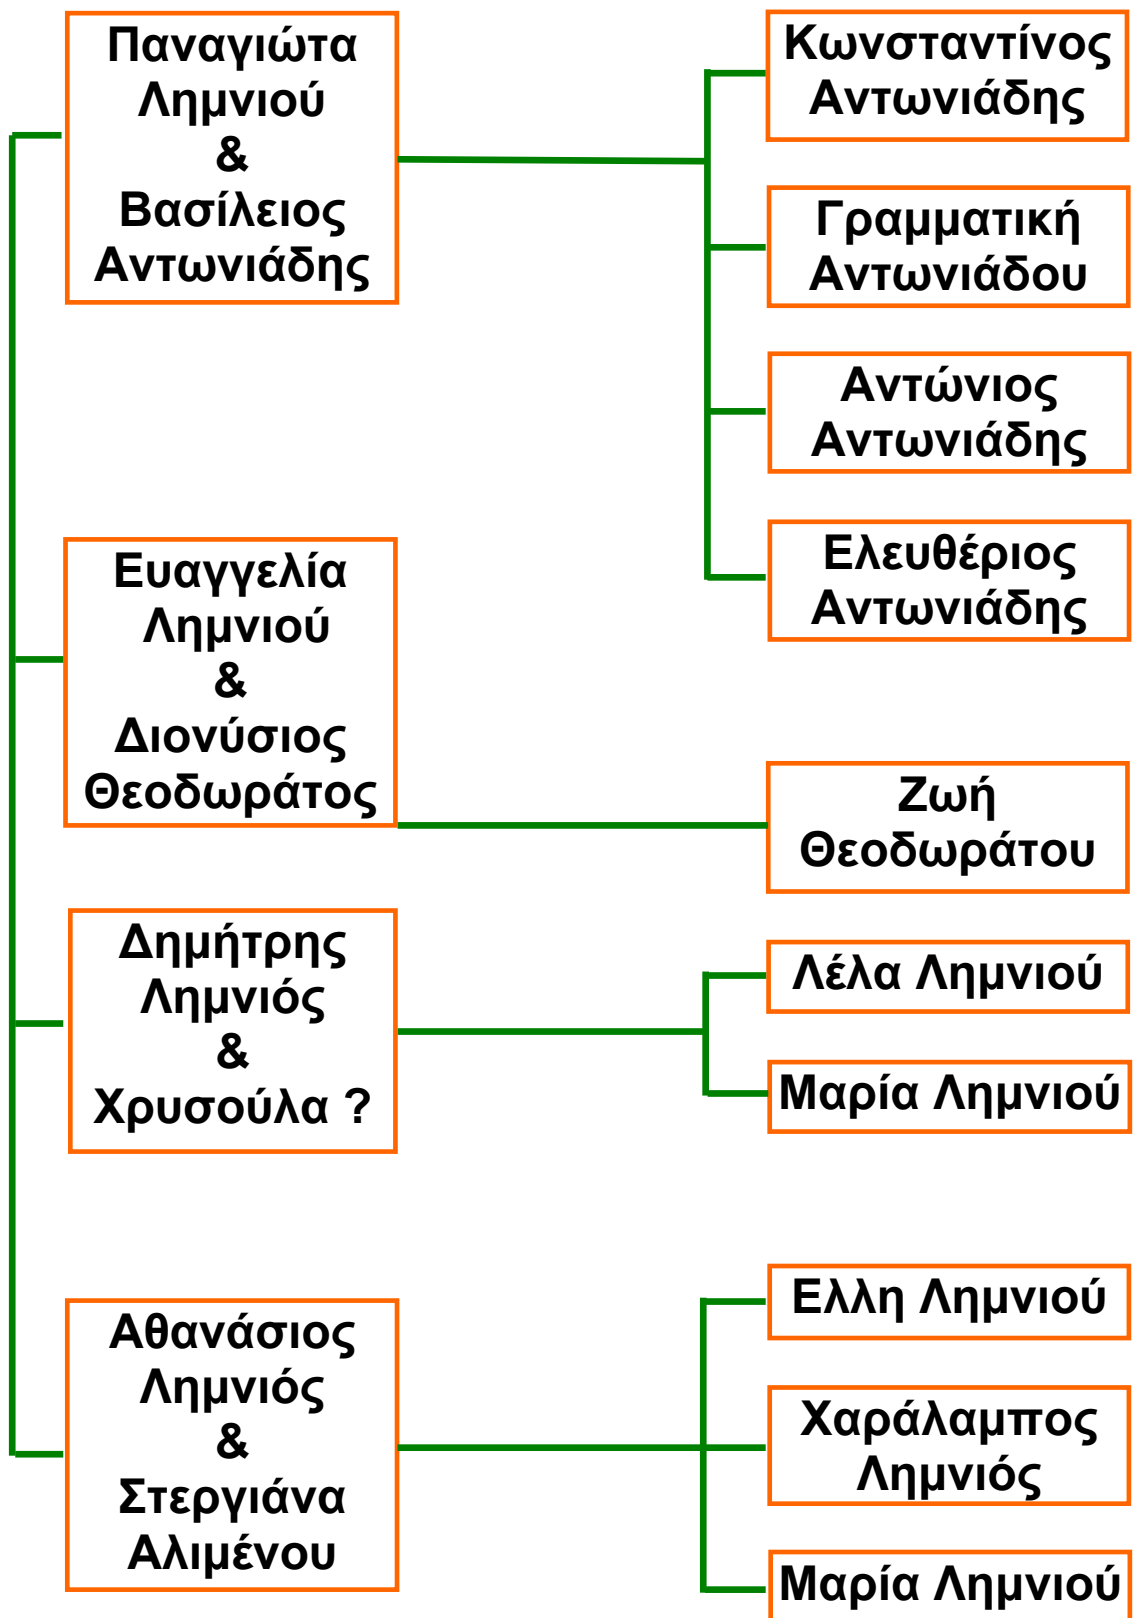 Παναγιώτα
Λημνιού
&
Βασίλειος
Αντωνιάδης
Κωνσταντίνος
Αντωνιάδης
Γραμματική
Αντωνιάδου
Αντώνιος
Αντωνιάδης
Ελευθέριος
Αντωνιάδης
Ευαγγελία
Λημνιού
&
Διονύσιος
Θεοδωράτος
Ζωή
Θεοδωράτου
Δημήτρης
Λημνιός
&
Χρυσούλα ?
Λέλα Λημνιού
Μαρία Λημνιού
Αθανάσιος
Λημνιός
&
Στεργιάνα
Αλιμένου
Ελλη Λημνιού
Χαράλαμπος
Λημνιός
Μαρία Λημνιού